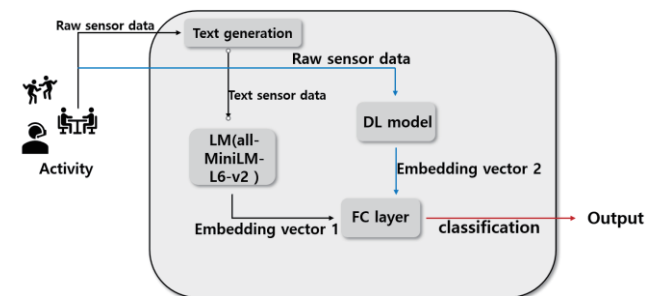 Raw sensor data
Text generation
Raw sensor data
Text sensor data
DL model
LM(all-
MiniLM-
L6-v2 )
Activity
Embedding vector 2
Embedding vector 1
FC layer
classification
Output